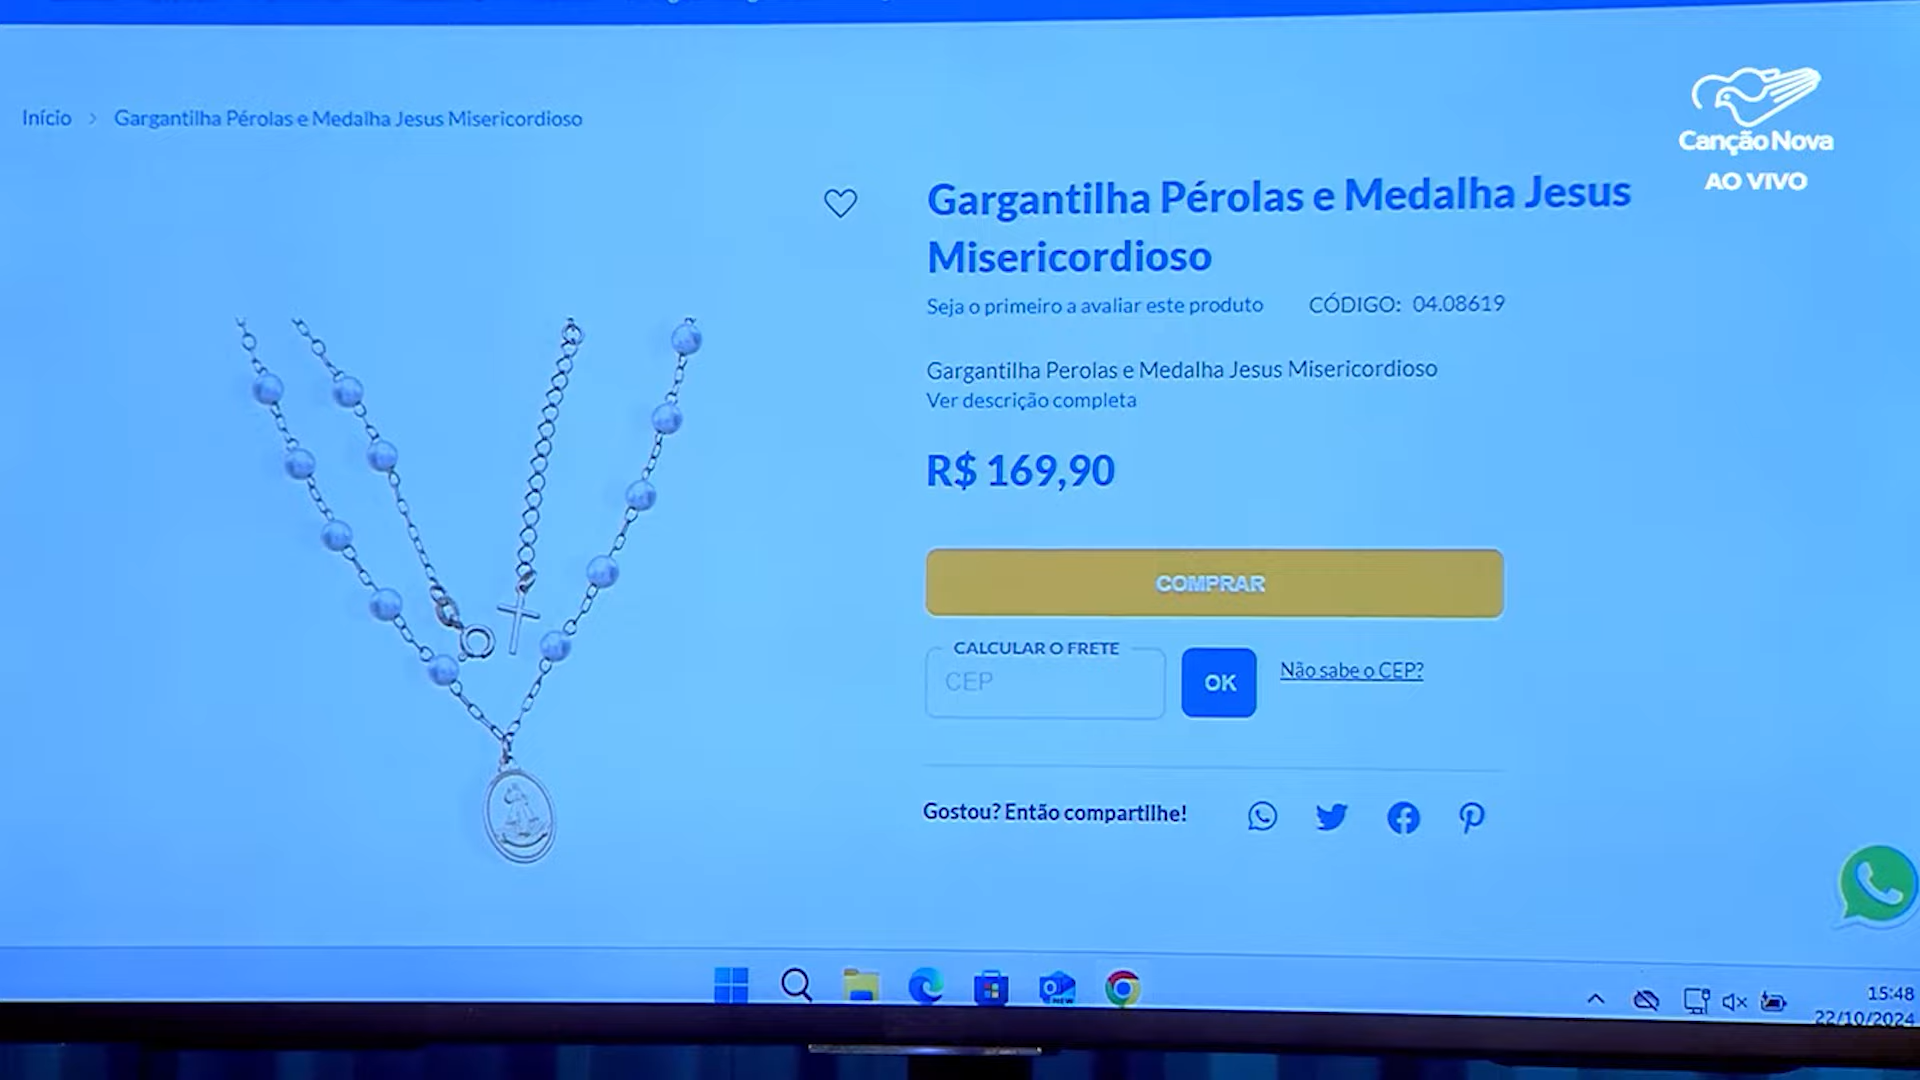 Início > Gargantilha Pérolas e Medalha Jesus Misericordioso
Canção Nova
AO VIVO
Gargantilha Pérolas e Medalha Jesus
Misericordioso
Seja o primeiro a avaliar este produto CÓDIGO: 04.08619
Gargantilha Perolas e Medalha Jesus Misericordioso
Ver descrição completa
R$ 169,90
COMPRAR
CALCULAR O FRETE
CEP
OK
Não sabe o CEP?
Gostou? Então compartilhe!
NEW
15:48
22/10/2024